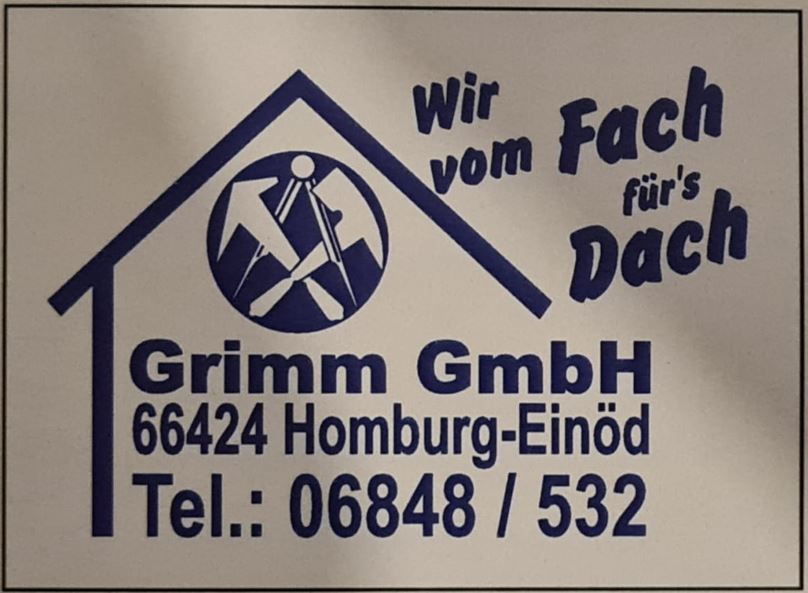 Wir
vom Fach
für's
Dach
Grimm GmbH
66424 Homburg-Einöd
Tel.: 06848 / 532